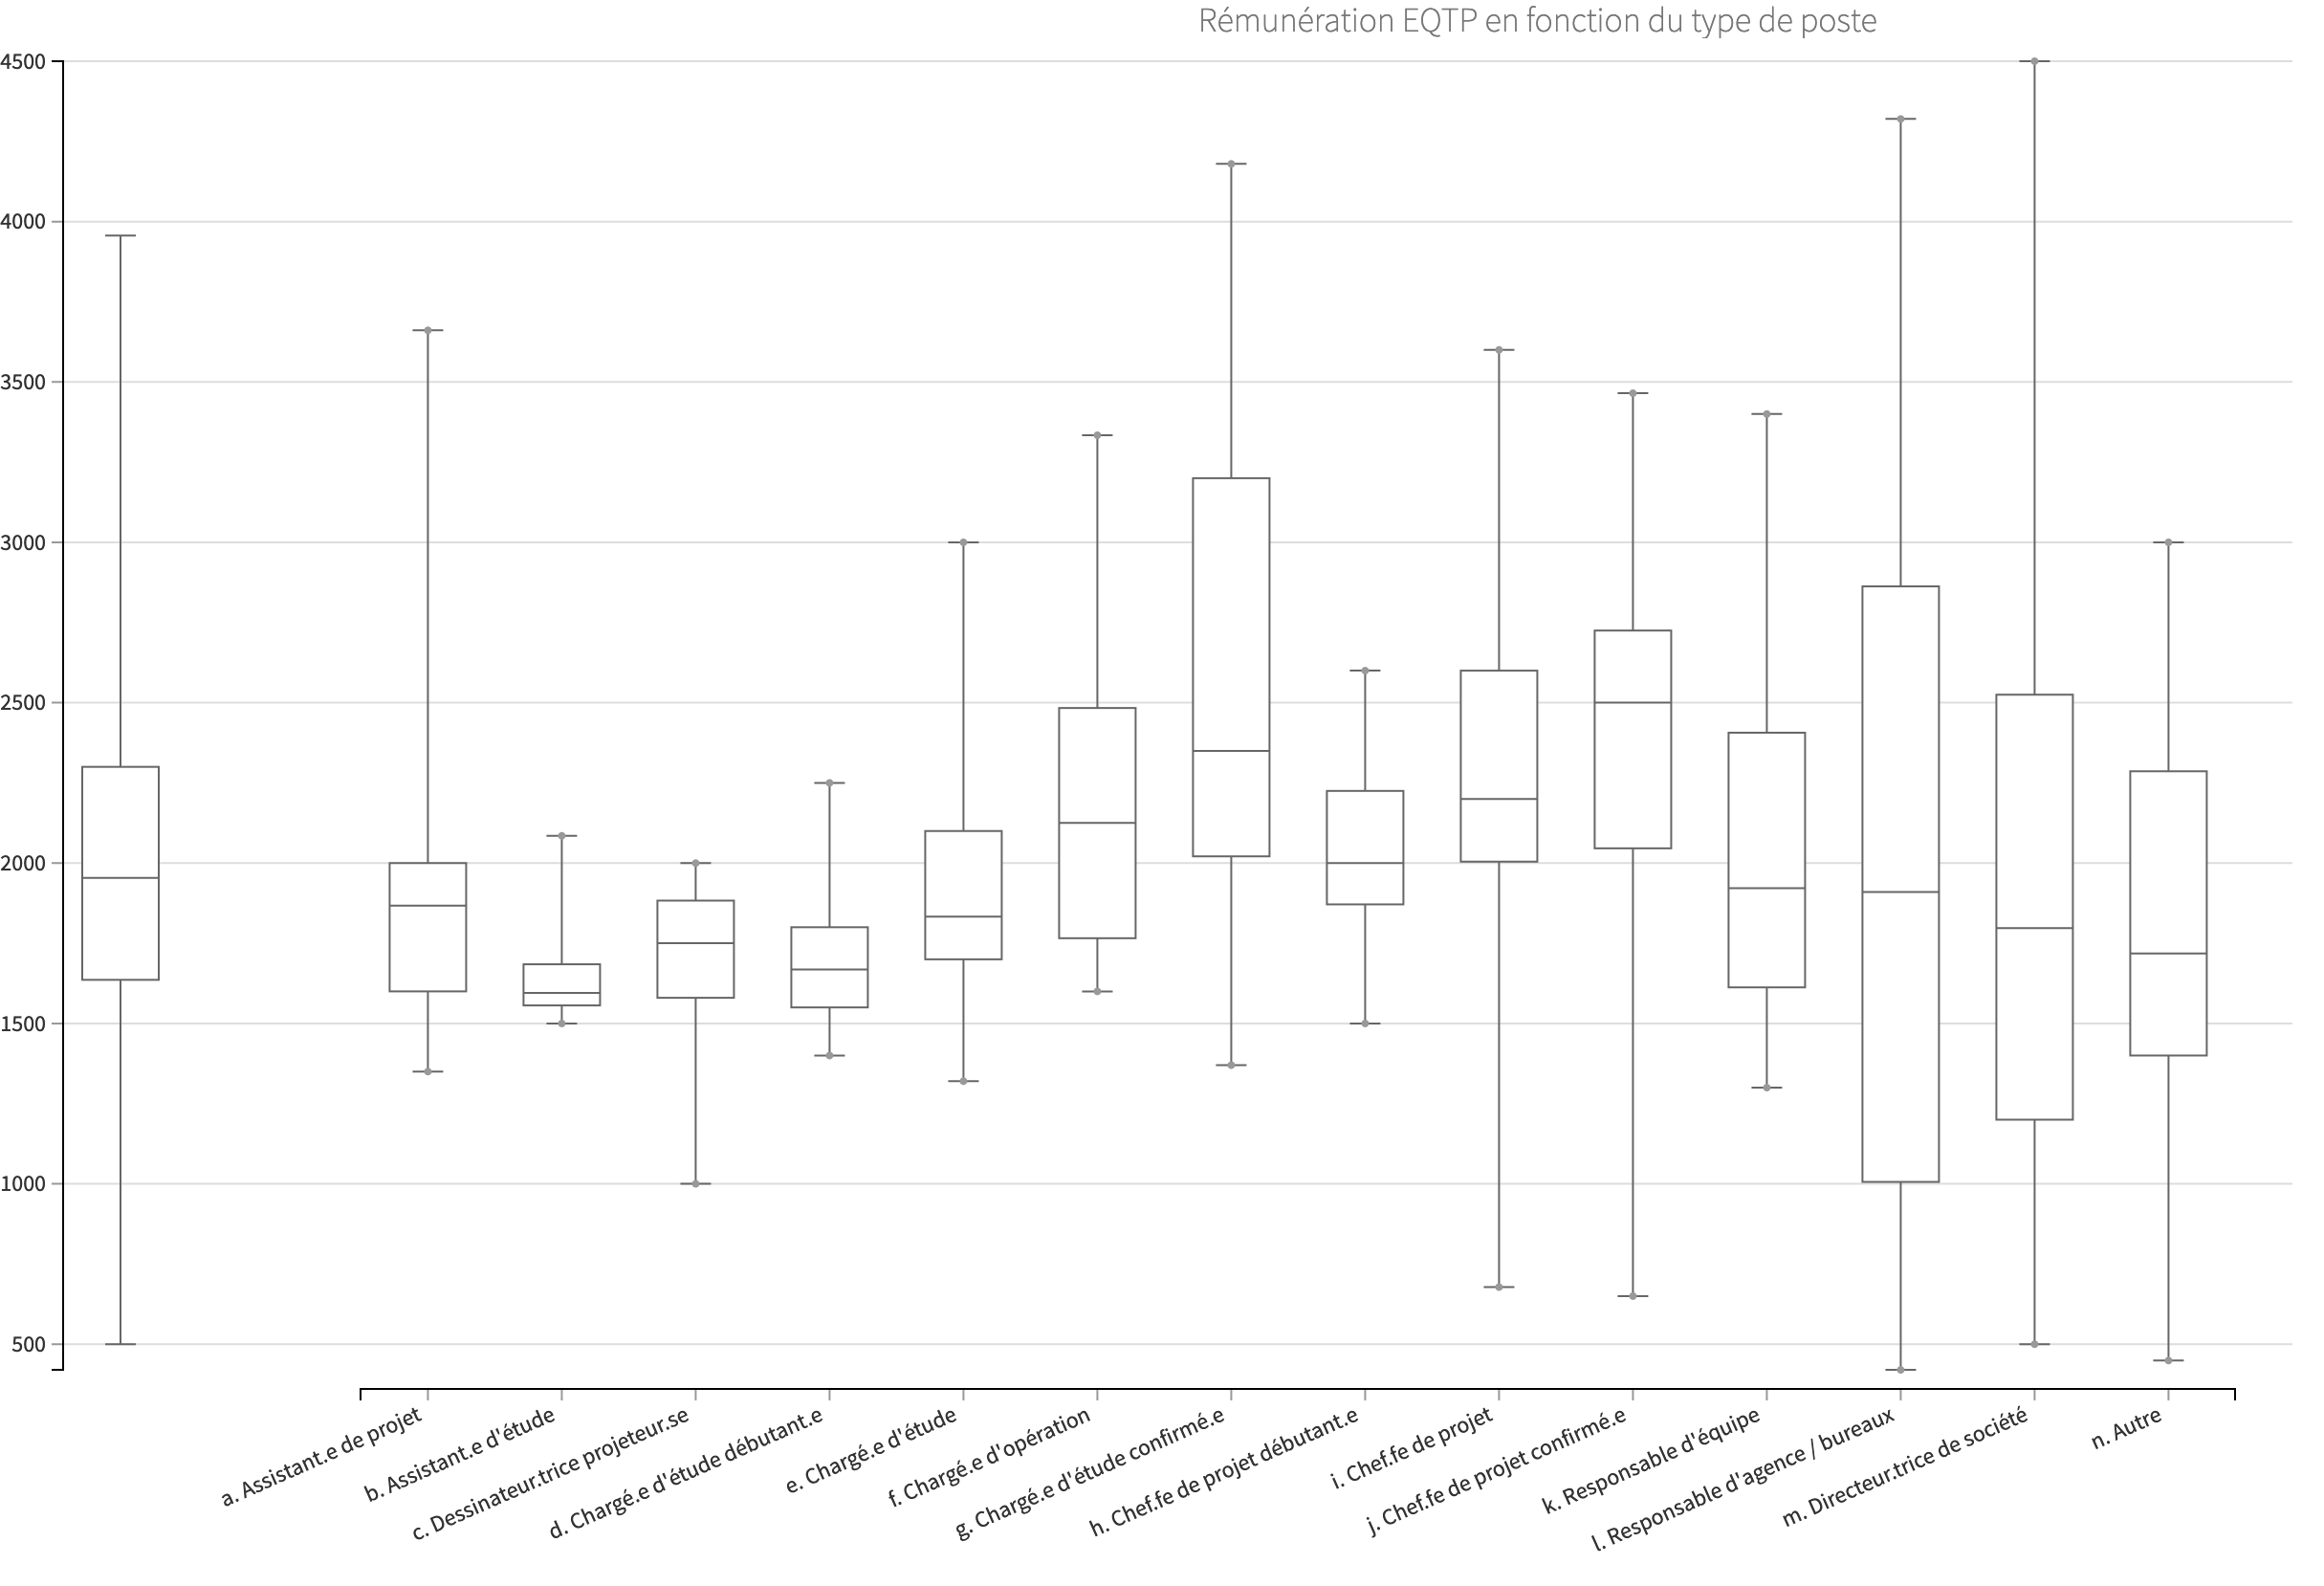 Rémunération EQTP en fonction du type de poste
4500
4000
3500
3000
2500
2000
1500
1000
500
a. Assistant.e de projet
b. Assistant.e d'étude
c. Dessinateur.trice projeteur.se
d. Chargé.e d'étude débutant.e
e. Chargé.e d'étude
f. Chargé.e d'opération
g. Chargé.e d'étude confirmé.e
h. Chef.fe de projet débutant.e
i. Chef.fe de projet
j. Chef.fe de projet confirmé.e
k. Responsable d'équipe
l. Responsable d'agence / bureaux
m. Directeur.trice de société
n. Autre